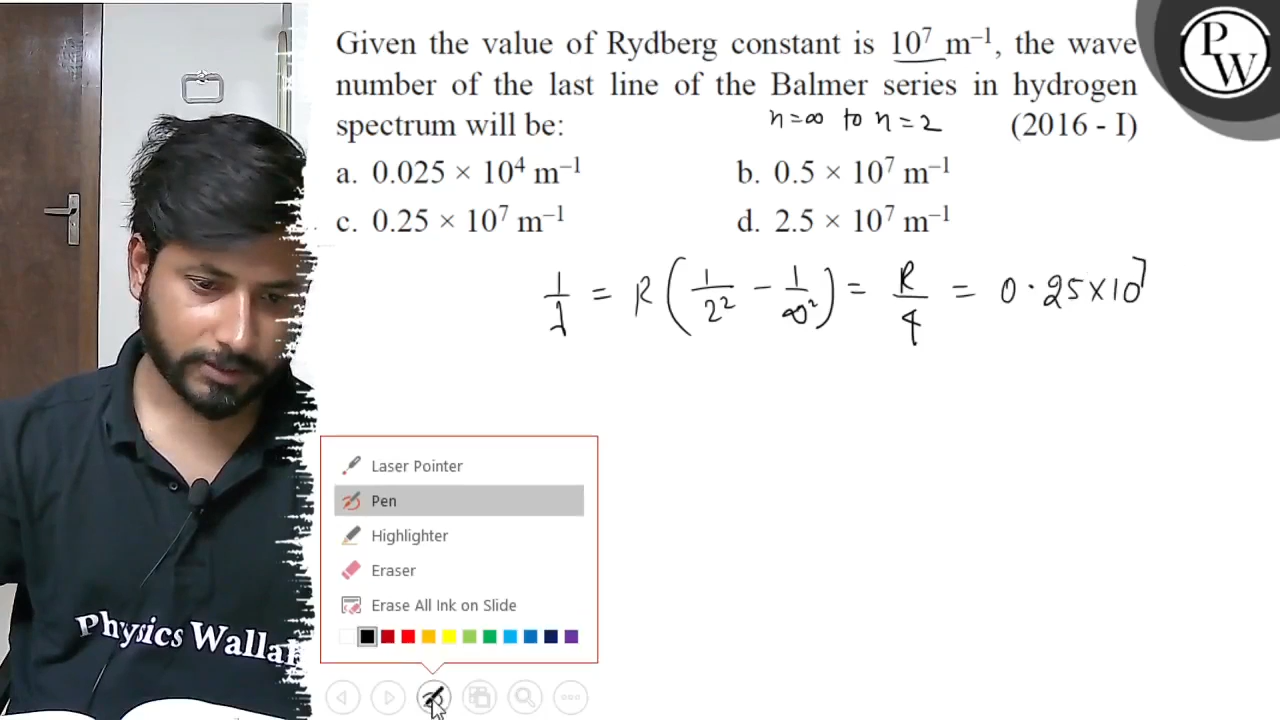 Given the value of Rydberg constant is 10⁷ m⁻¹, the wave
number of the last line of the Balmer series in hydrogen
n=∞ to n=2
spectrum will be: (2016 - I)
a. 0.025 × 10⁴ m⁻¹ b. 0.5 × 10⁷ m⁻¹
c. 0.25 × 10⁷ m⁻¹ d. 2.5 × 10⁷ m⁻¹
1/λ = R(1/2² − 1/∞²) = R/4 = 0.25×10⁷
PW
Laser Pointer
Pen
Highlighter
Eraser
Erase All Ink on Slide
Physics Wallah